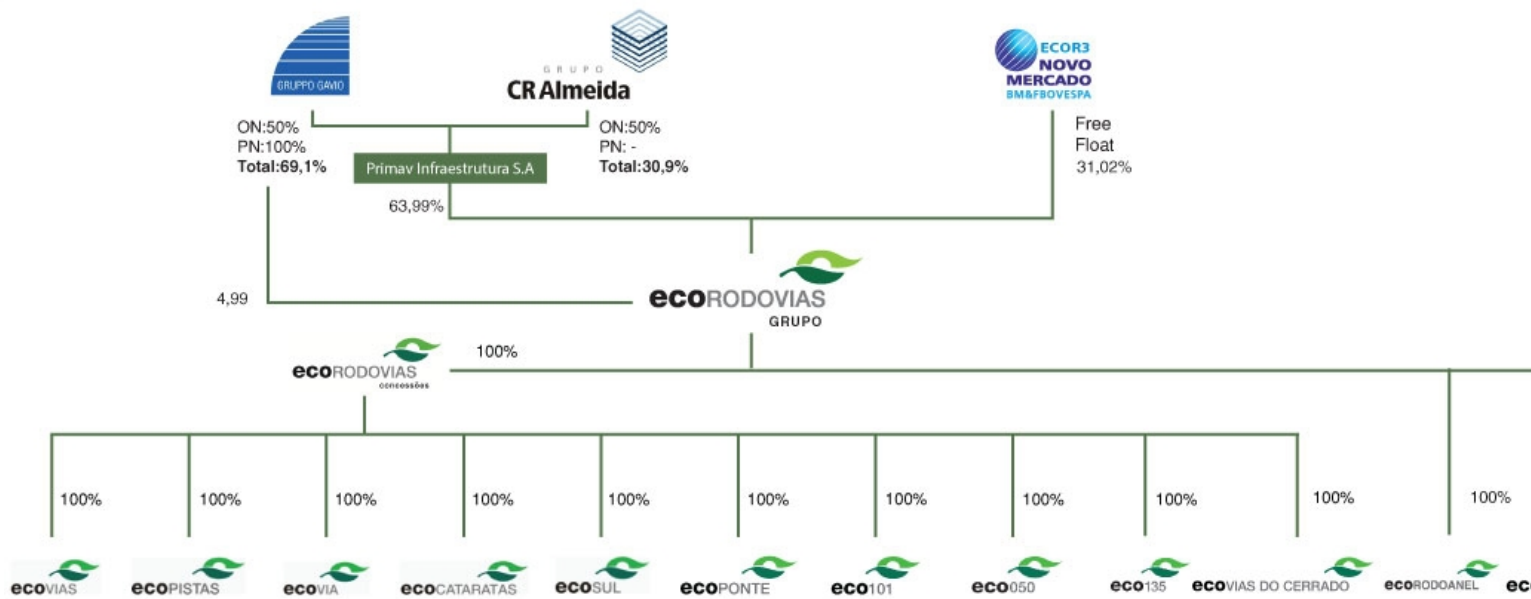 GRUPPO GAVIO
GRUPO
CR Almeida
ECOR3
NOVO
MERCADO
BM&FBOVESPA
ON:50%
PN:100%
Total:69,1%
Primav Infraestrutura S.A
ON:50%
PN: -
Total:30,9%
Free
Float
31,02%
63,99%
4,99
ecoRODOVIAS
GRUPO
ecoRODOVIAS
concessões
100%
100%
100%
100%
100%
100%
100%
100%
100%
100%
100%
100%
ecoVIAS
ecoPISTAS
ecoVIA
ecoCATARATAS
ecoSUL
ecoPONTE
eco101
eco050
eco135
ecoVIAS DO CERRADO
ecoRODOANEL